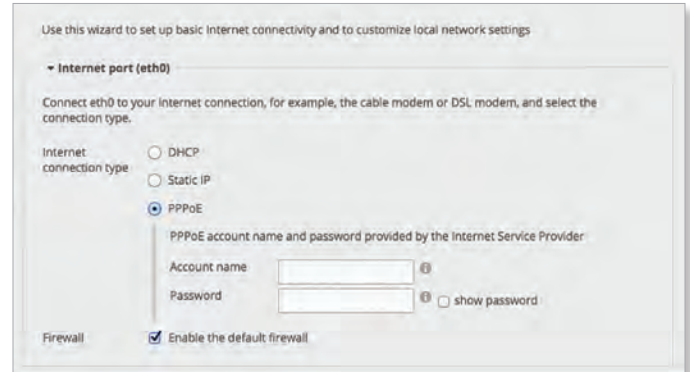 Use this wizard to set up basic Internet connectivity and to customize local network settings
Internet port (eth0)
Connect eth0 to your Internet connection, for example, the cable modem or DSL modem, and select the
connection type.
Internet
connection type
DHCP
Static IP
PPPoE
PPPoE account name and password provided by the Internet Service Provider
Account name
Password
show password
Firewall
Enable the default firewall